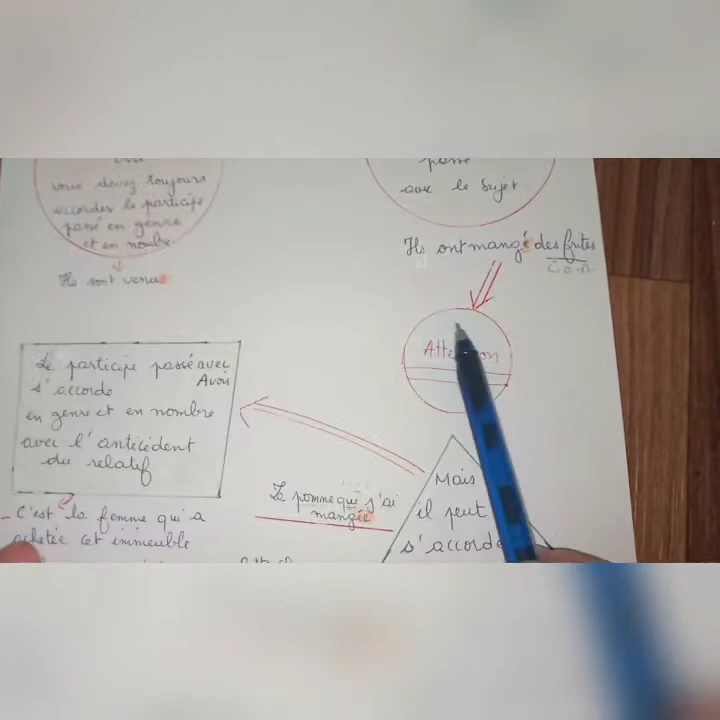 vous devez toujours
accorder le participe
passé en genre
et en nombre
Ils sont venus
passé
avec le sujet
Ils ont mangé des frites
C.O.D.
Attention
Le participe passé avec
Avoir
s'accorde
en genre et en nombre
avec l'antécédent
du relatif
La pomme que j'ai
mangée
Mais
il peut
s'accorde
- C'est la femme qui a
achetée cet immeuble